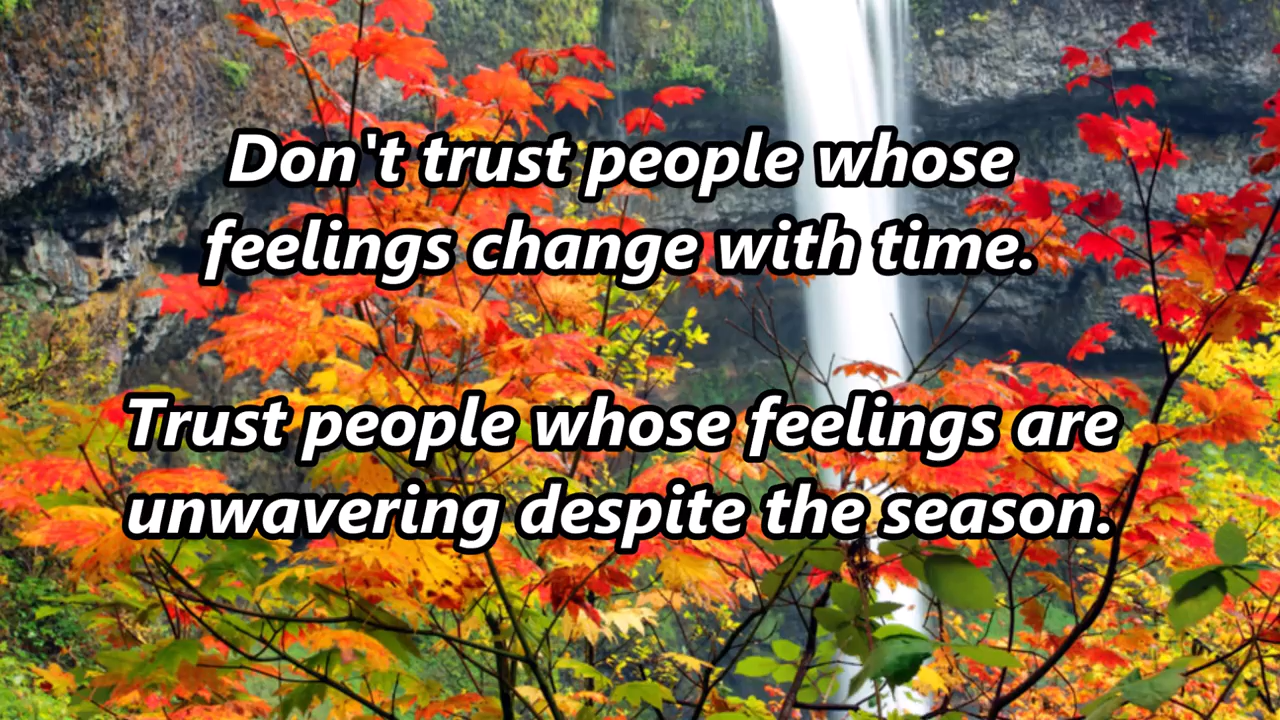 Don't trust people whose
feelings change with time.
Trust people whose feelings are
unwavering despite the season.